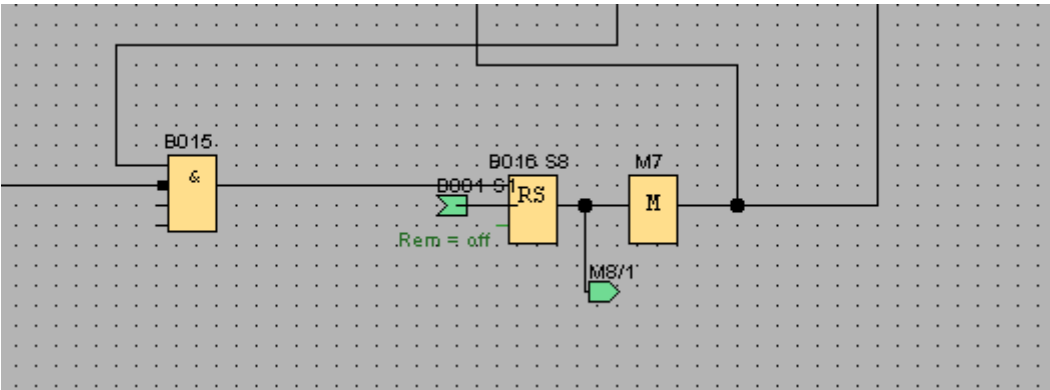 B015
&
B016 S8
M7
B001 S1
RS
M
Rem = off
M8/1